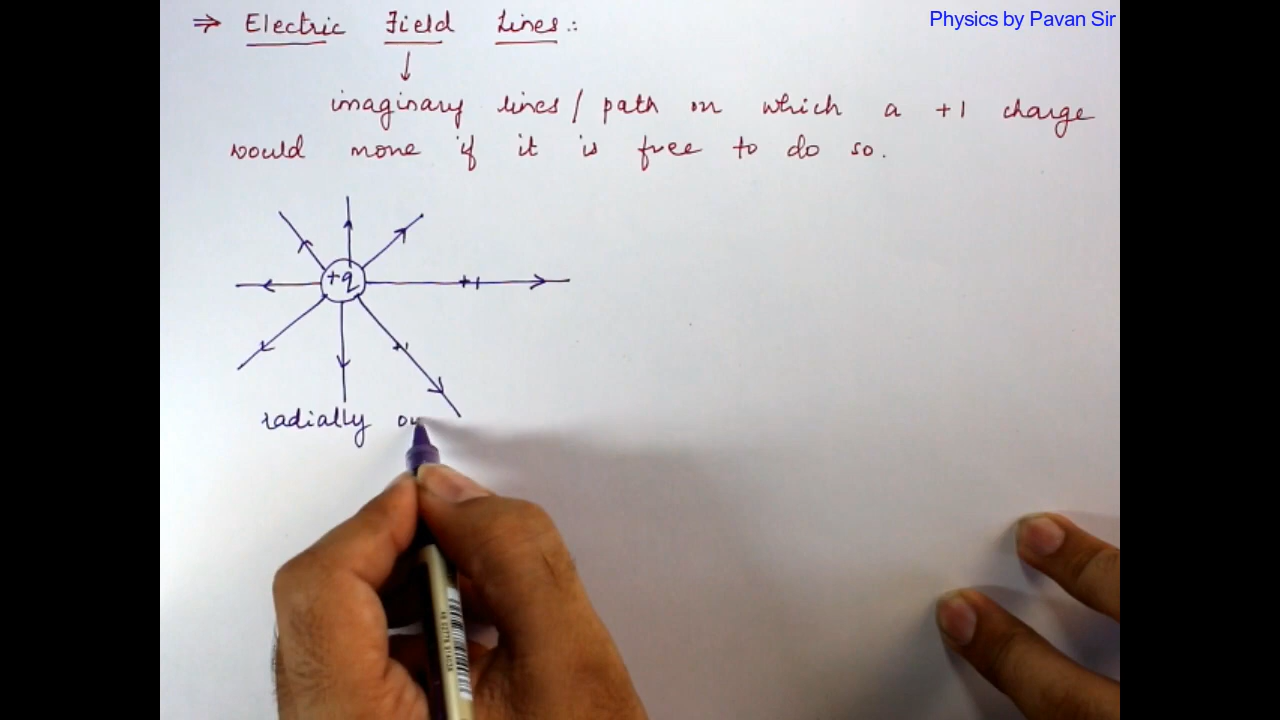 Physics by Pavan Sir
⇒ Electric Field Lines :
imaginary lines / path on which a +1 charge
would move if it is free to do so.
+q
+1
+1
radially ou